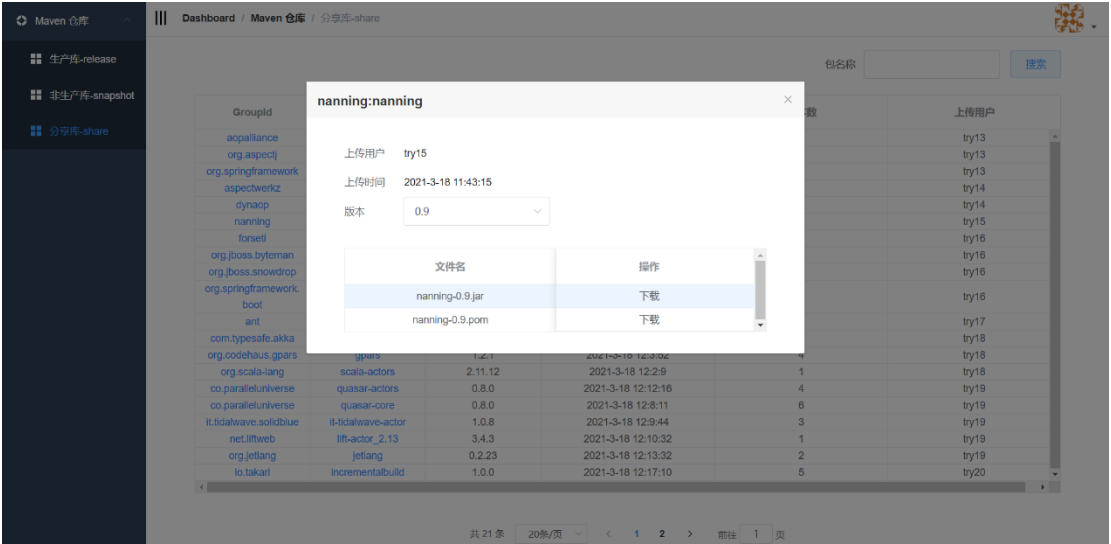 Maven 仓库
Dashboard / Maven 仓库 / 分享库-share
生产库-release
非生产库-snapshot
分享库-share
包名称 搜索
nanning:nanning
上传用户 try15
上传时间 2021-3-18 11:43:15
版本 0.9
文件名 操作
nanning-0.9.jar 下载
nanning-0.9.pom 下载
GroupId 数 上传用户
aopalliance try13
org.aspectj try13
org.springframework try13
aspectwerkz try14
dynaop try14
nanning try15
forseti try16
org.jboss.byteman try16
org.jboss.snowdrop try16
org.springframework.
boot try16
ant try17
com.typesafe.akka try18
org.codehaus.gpars gpars 1.2.1 2021-3-18 12:3:52 4 try18
org.scala-lang scala-actors 2.11.12 2021-3-18 12:2:9 1 try18
co.paralleluniverse quasar-actors 0.8.0 2021-3-18 12:12:16 4 try19
co.paralleluniverse quasar-core 0.8.0 2021-3-18 12:8:11 6 try19
it.tidalwave.solidblue it-tidalwave-actor 1.0.8 2021-3-18 12:9:44 3 try19
net.liftweb lift-actor_2.13 3.4.3 2021-3-18 12:10:32 1 try19
org.jetlang jetlang 0.2.23 2021-3-18 12:13:32 2 try19
io.takari incrementalbuild 1.0.0 2021-3-18 12:17:10 5 try20
共 21 条 20条/页 1 2 前往 1 页